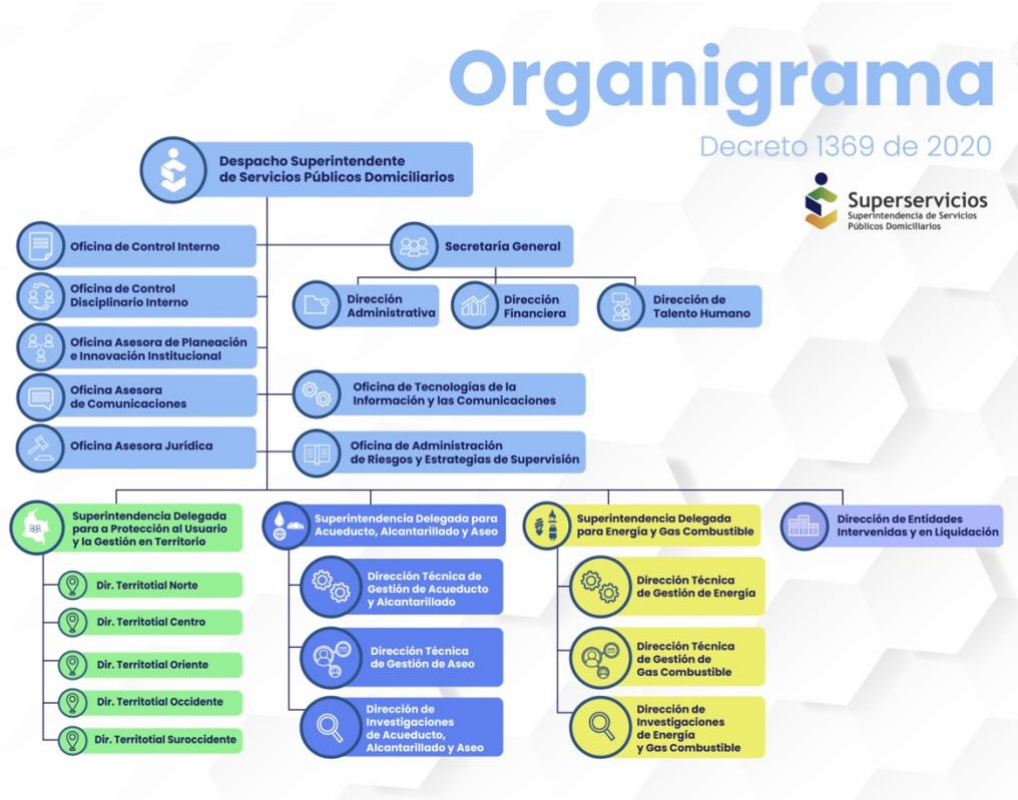 Organigrama
Decreto 1369 de 2020
Superservicios
Superintendencia de Servicios
Públicos Domiciliarios
Despacho Superintendente
de Servicios Públicos Domiciliarios
Oficina de Control Interno
Secretaría General
Oficina de Control
Disciplinario Interno
Dirección
Administrativa
Dirección
Financiera
Dirección de
Talento Humano
Oficina Asesora de Planeación
e Innovación Institucional
Oficina Asesora
de Comunicaciones
Oficina de Tecnologías de la
Información y las Comunicaciones
Oficina Asesora Jurídica
Oficina de Administración
de Riesgos y Estrategias de Supervisión
Superintendencia Delegada
para a Protección al Usuario
y la Gestión en Territorio
Dir. Territotial Norte
Dir. Territotial Centro
Dir. Territotial Oriente
Dir. Territotial Occidente
Dir. Territotial Suroccidente
Superintendencia Delegada para
Acueducto, Alcantarillado y Aseo
Dirección Técnica de
Gestión de Acueducto
y Alcantarillado
Dirección Técnica
de Gestión de Aseo
Dirección de
Investigaciones
de Acueducto,
Alcantarillado y Aseo
Superintendencia Delegada
para Energía y Gas Combustible
Dirección Técnica
de Gestión de Energía
Dirección Técnica
de Gestión de
Gas Combustible
Dirección de
Investigaciones
de Energía
y Gas Combustible
Dirección de Entidades
Intervenidas y en Liquidación